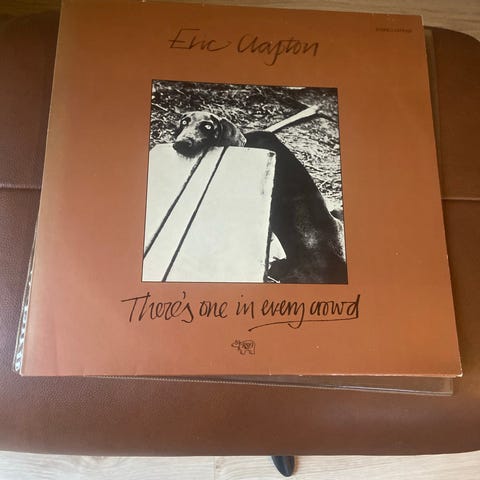 Eric Clapton
There's one in every crowd